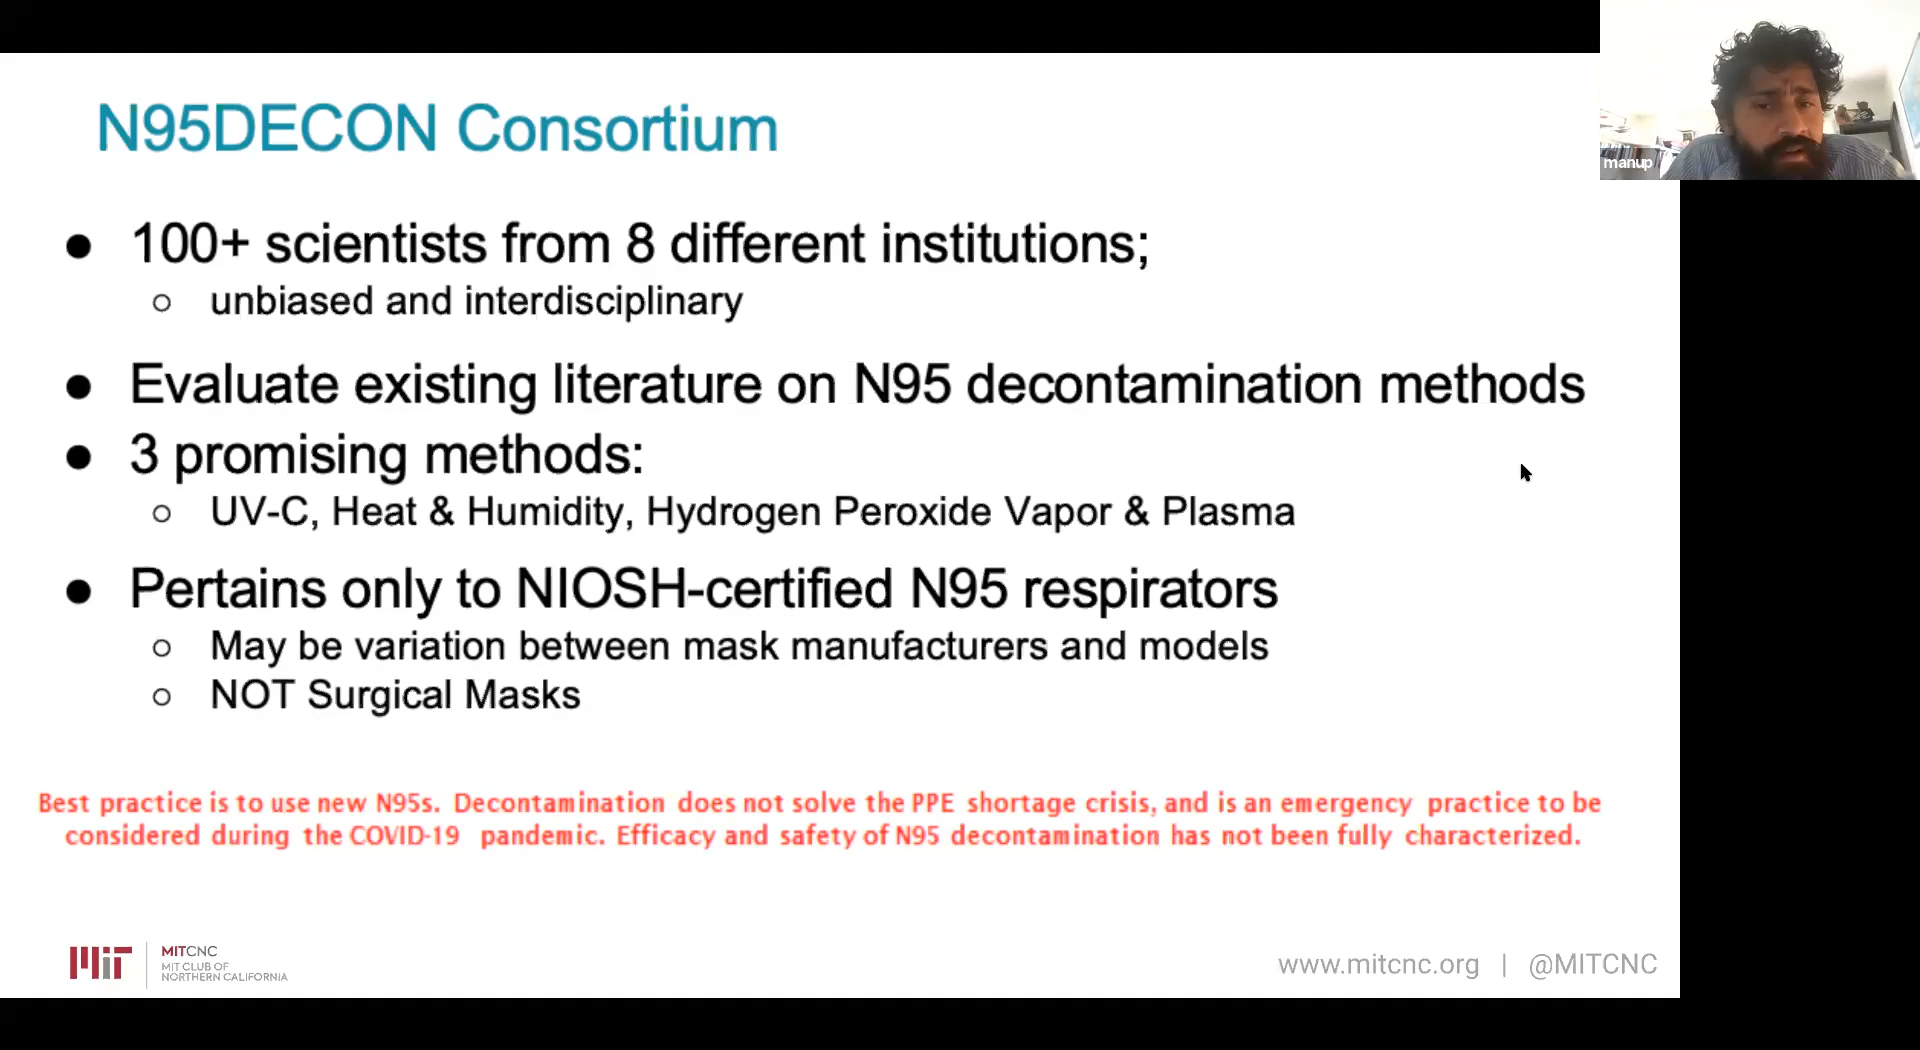 N95DECON Consortium
manup
● 100+ scientists from 8 different institutions;
○ unbiased and interdisciplinary
● Evaluate existing literature on N95 decontamination methods
● 3 promising methods:
○ UV-C, Heat & Humidity, Hydrogen Peroxide Vapor & Plasma
● Pertains only to NIOSH-certified N95 respirators
○ May be variation between mask manufacturers and models
○ NOT Surgical Masks
Best practice is to use new N95s. Decontamination does not solve the PPE shortage crisis, and is an emergency practice to be
considered during the COVID-19 pandemic. Efficacy and safety of N95 decontamination has not been fully characterized.
MIT
MITCNC
MIT CLUB OF
NORTHERN CALIFORNIA
www.mitcnc.org | @MITCNC